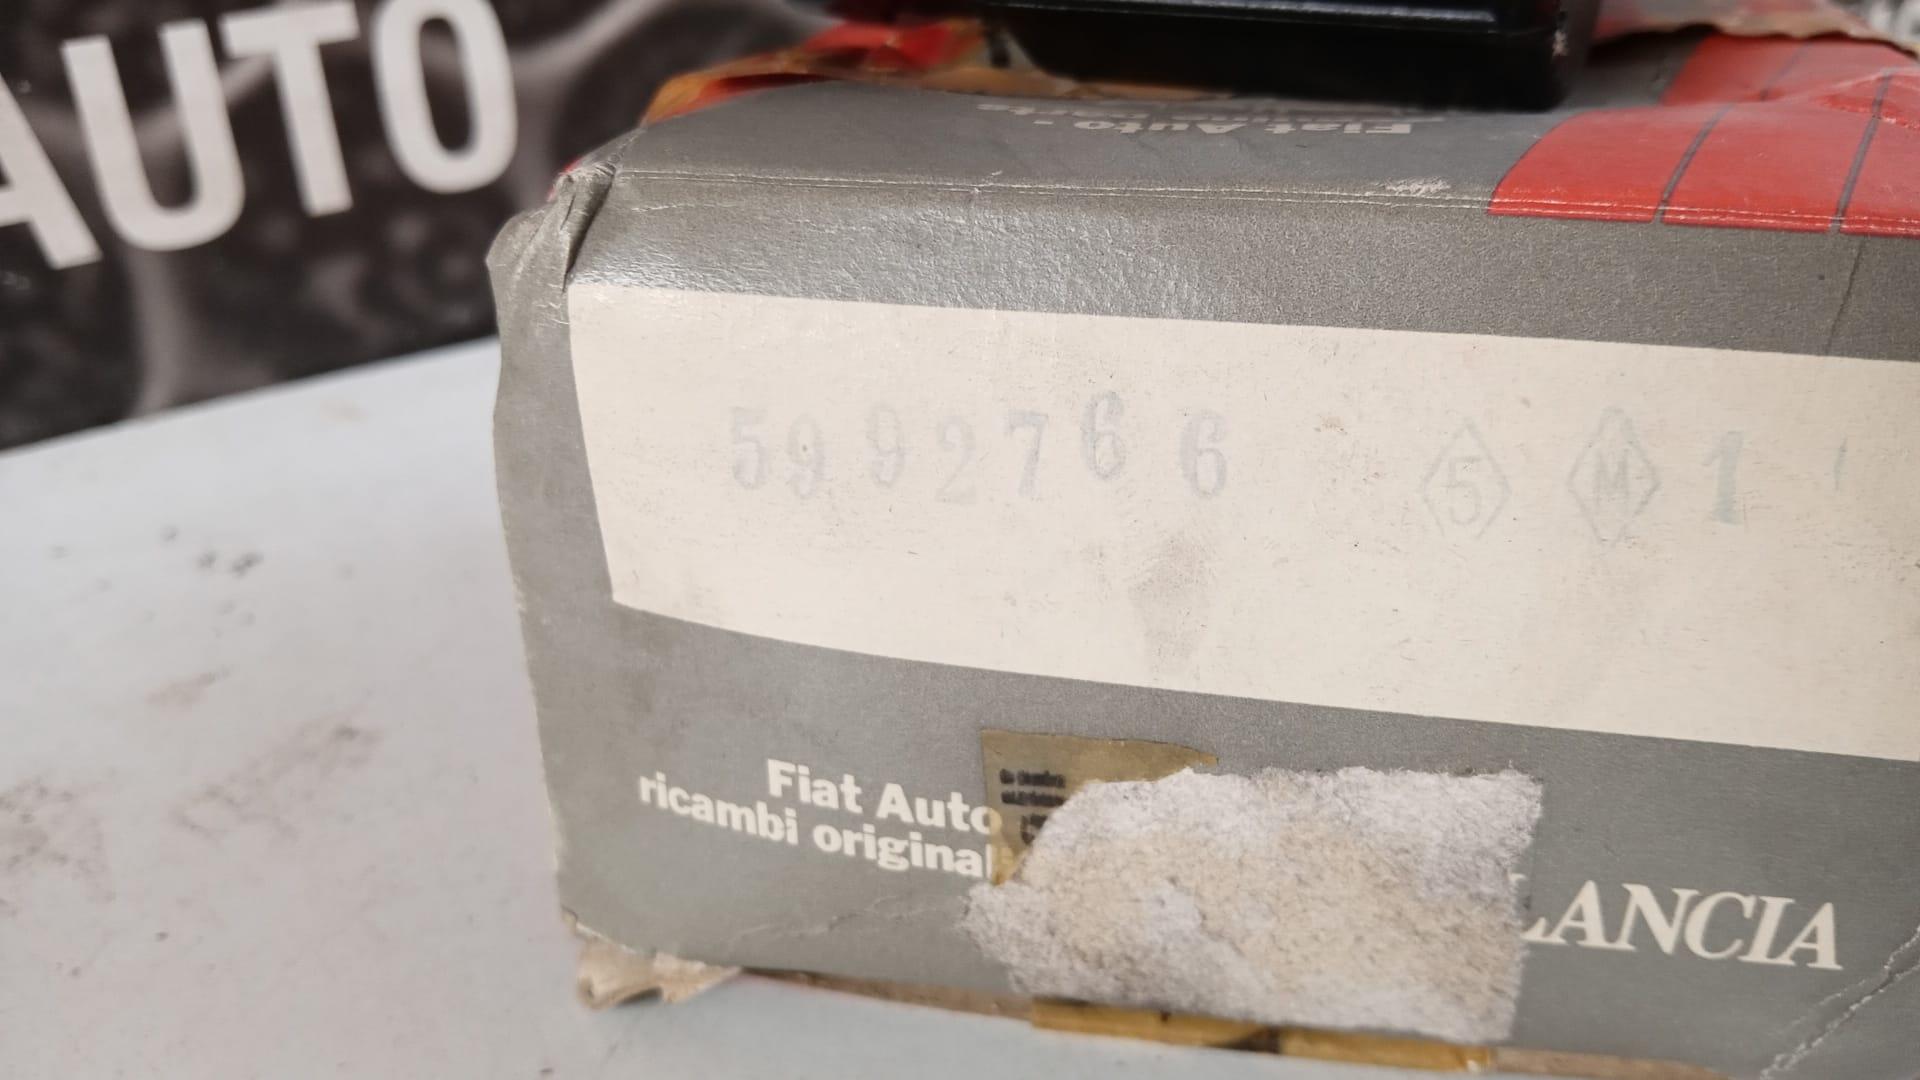 AUTO
Fiat Auto -
5992766 5 M 1
Fiat Auto
ricambi original
LANCIA